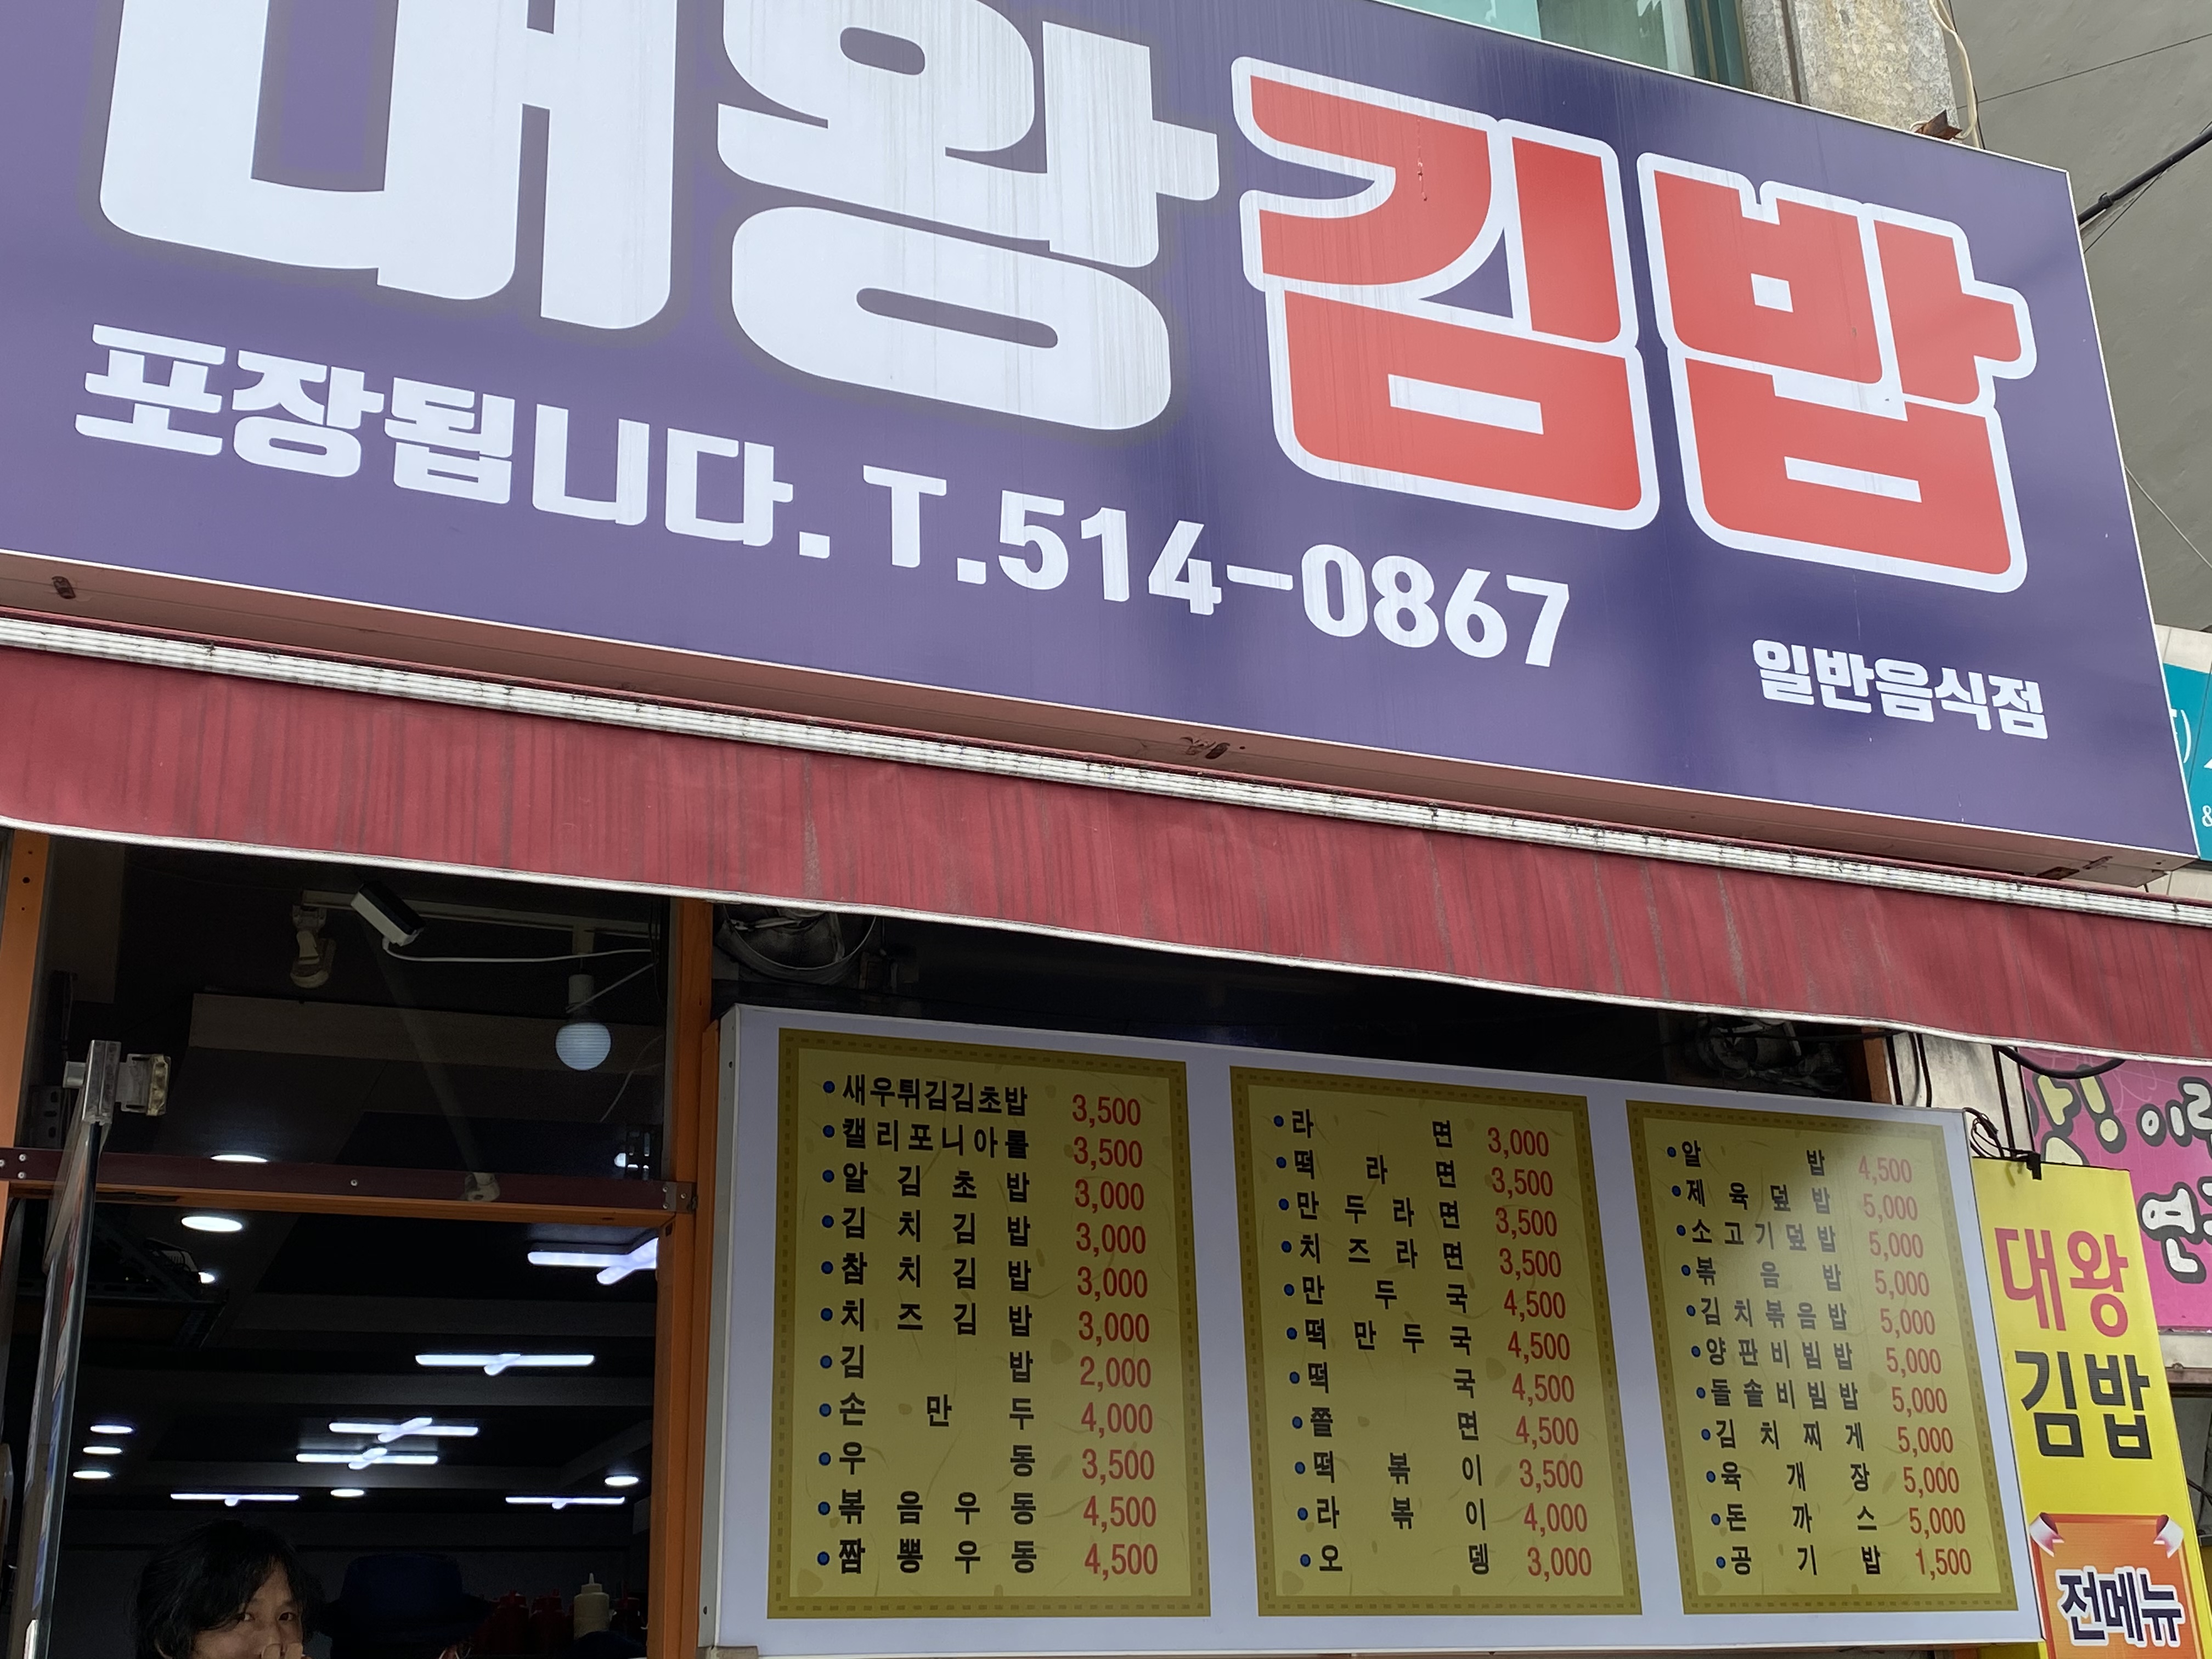 대왕김밥
포장됩니다. T.514-0867
일반음식점
새우튀김김초밥 3,500
캘리포니아롤 3,500
알김초밥 3,000
김치김밥 3,000
참치김밥 3,000
치즈김밥 3,000
김밥 2,000
손만두 4,000
우동 3,500
볶음우동 4,500
짬뽕우동 4,500
라면 3,000
떡라면 3,500
만두라면 3,500
치즈라면 3,500
만두국 4,500
떡만두국 4,500
떡국 4,500
쫄면 4,500
떡볶이 3,500
라볶이 4,000
오뎅 3,000
알밥 4,500
제육덮밥 5,000
소고기덮밥 5,000
볶음밥 5,000
김치볶음밥 5,000
양판비빔밥 5,000
돌솥비빔밥 5,000
김치찌게 5,000
육개장 5,000
돈까스 5,000
공기밥 1,500
대왕
김밥
전메뉴